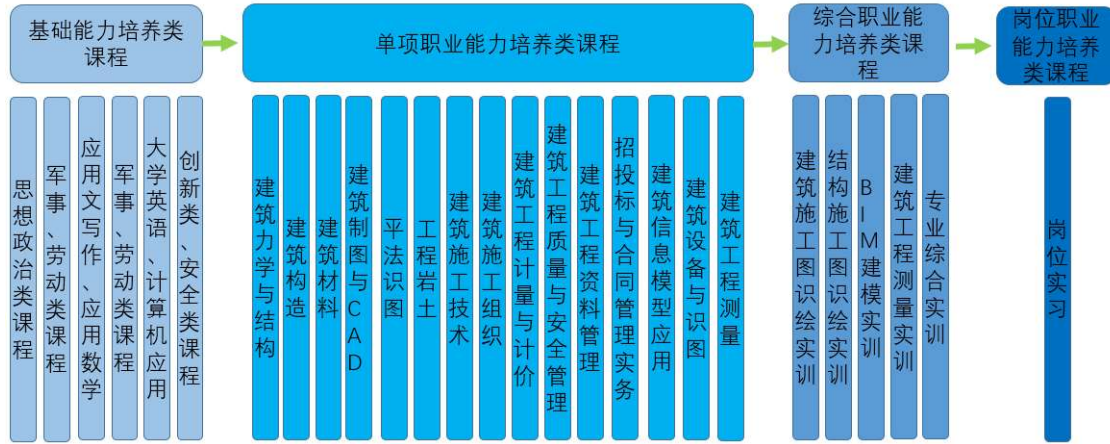 基础能力培养类
课程
单项职业能力培养类课程
综合职业能
力培养类课
程
岗位职业
能力培养
类课程
思想政治类课程
军事、劳动类课程
应用文写作、应用数学
军事、劳动类课程
大学英语、计算机应用
创新类、安全类课程
建筑力学与结构
建筑构造
建筑材料
建筑制图与CAD
平法识图
工程岩土
建筑施工技术
建筑施工组织
建筑工程计量与计价
建筑工程质量与安全管理
建筑工程资料管理
招投标与合同管理实务
建筑信息模型应用
建筑设备与识图
建筑工程测量
建筑施工图识绘实训
结构施工图识绘实训
BIM建模实训
建筑工程测量实训
专业综合实训
岗位实习